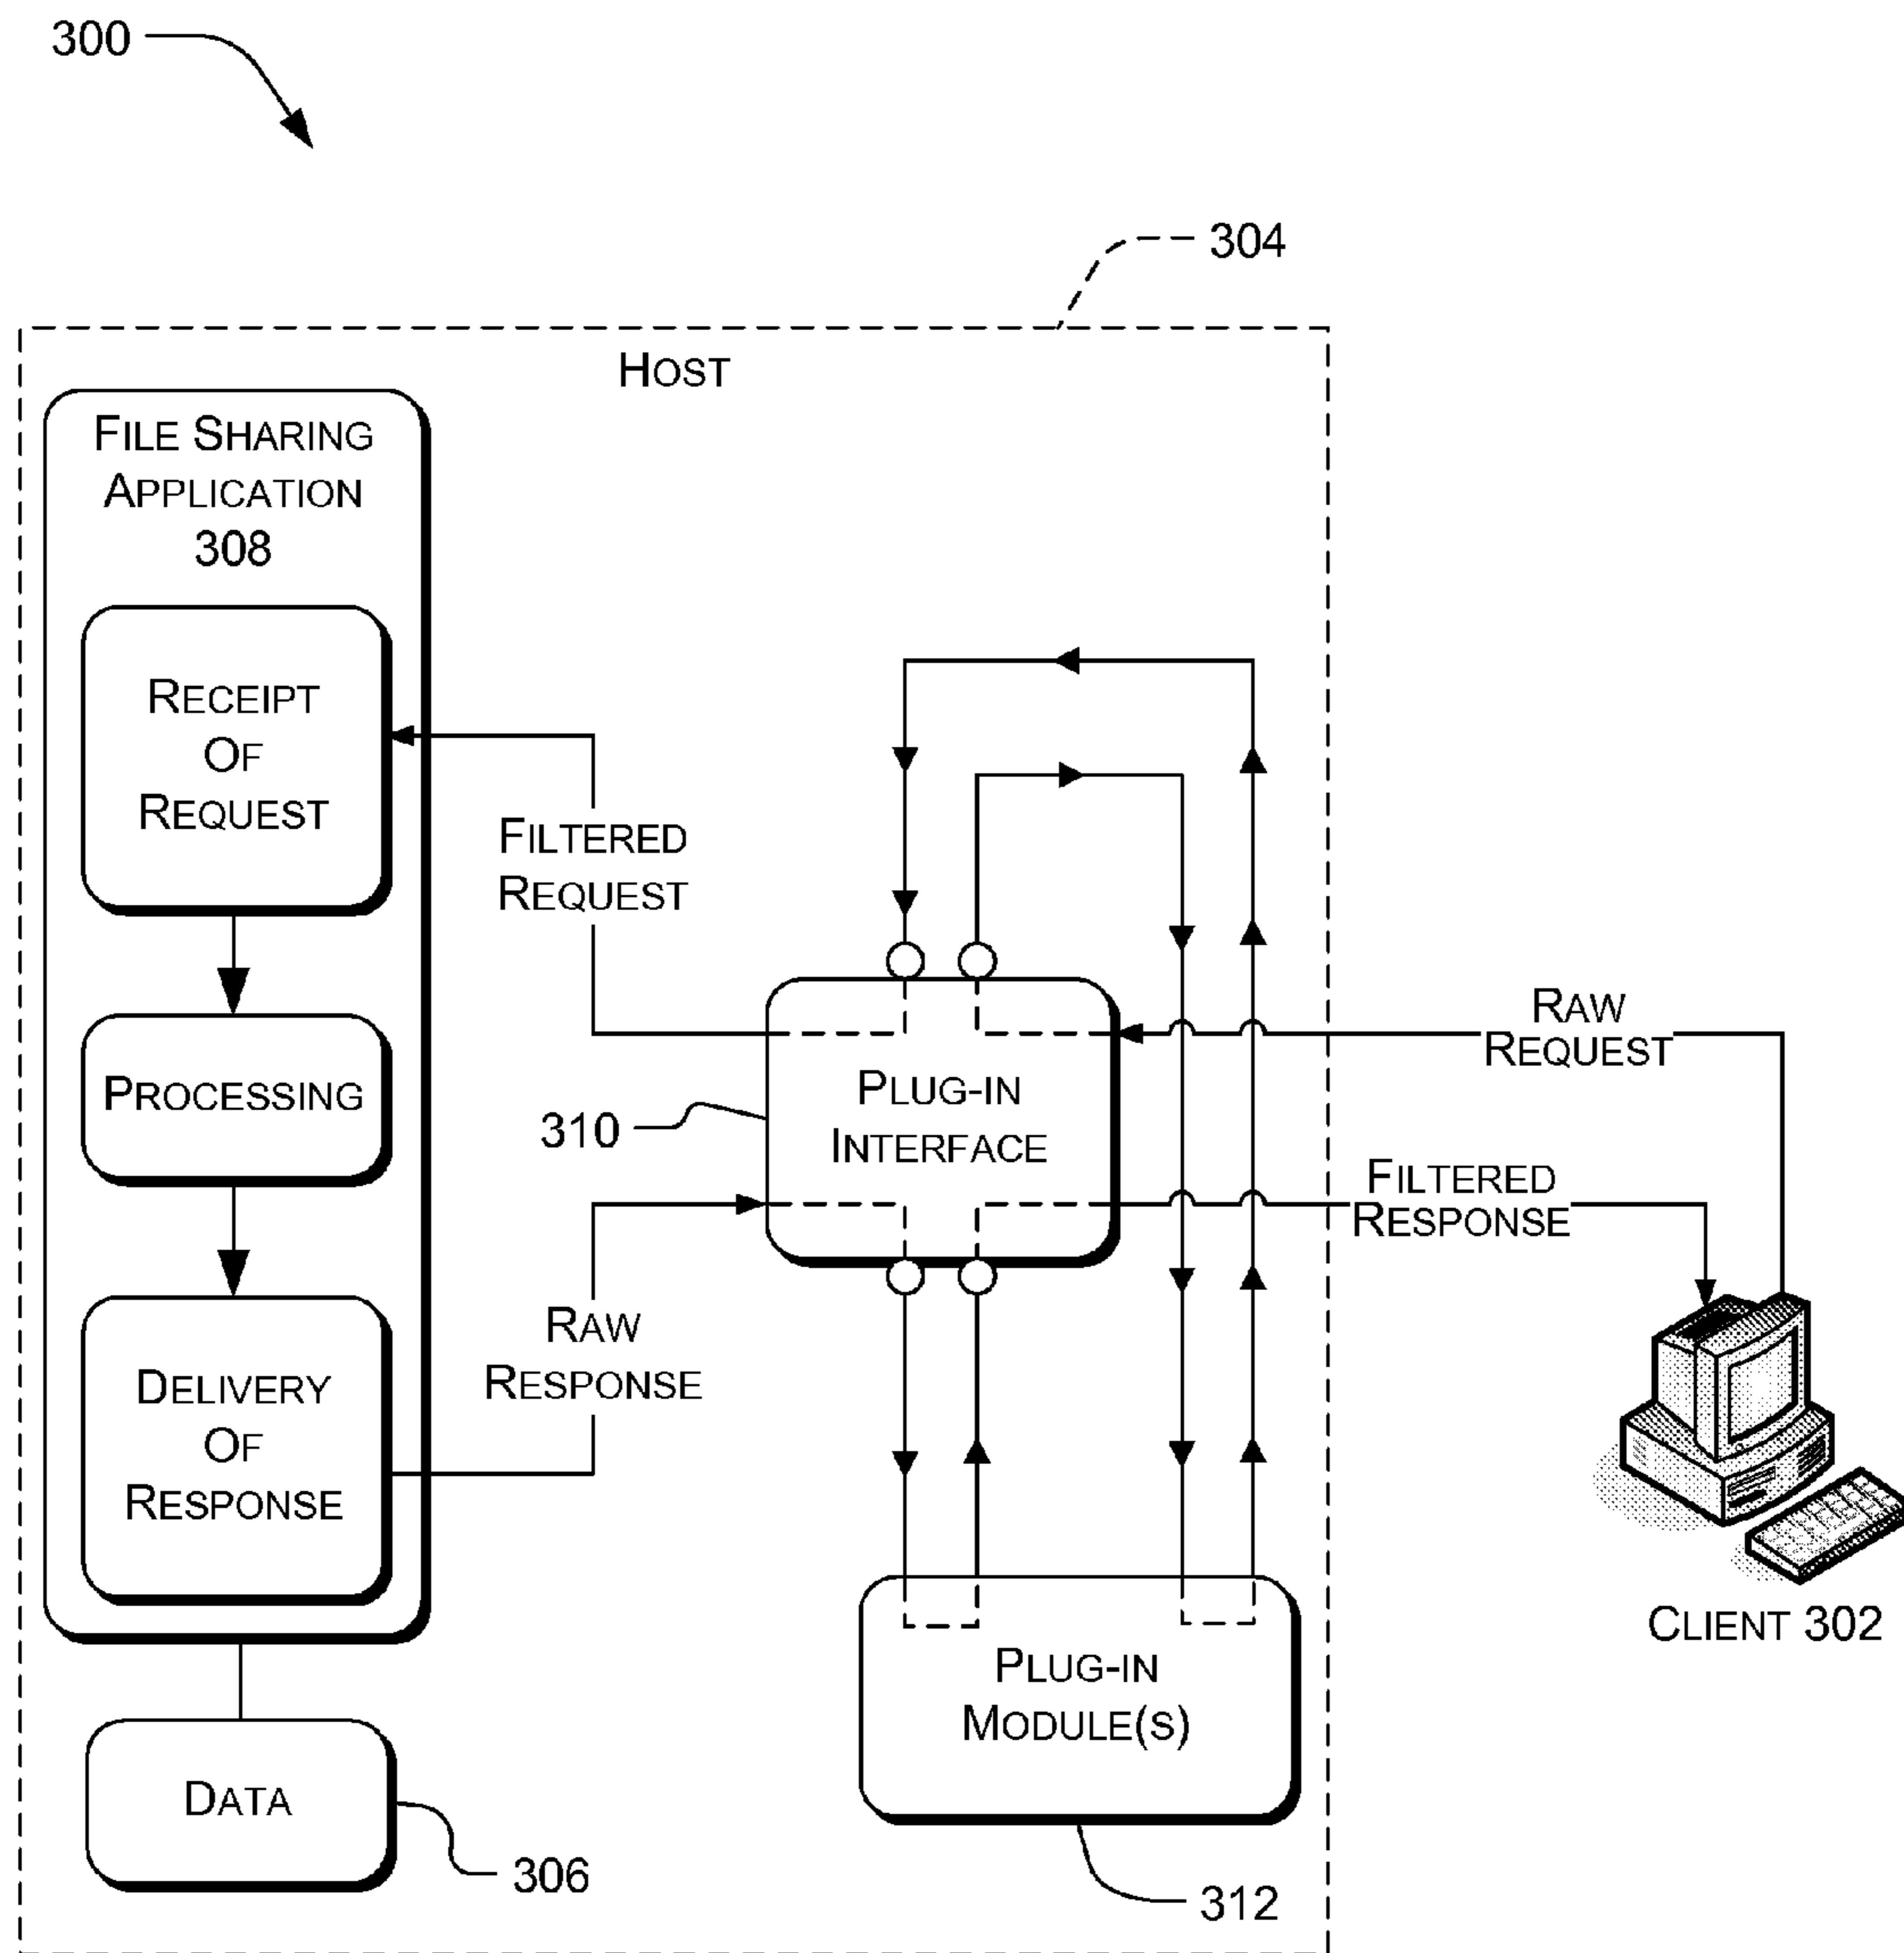 300
304
HOST
FILE SHARING
APPLICATION
308
RECEIPT
OF
REQUEST
FILTERED
REQUEST
RAW
REQUEST
PROCESSING
310
PLUG-IN
INTERFACE
FILTERED
RESPONSE
RAW
RESPONSE
DELIVERY
OF
RESPONSE
CLIENT 302
PLUG-IN
MODULE(S)
DATA
306
312